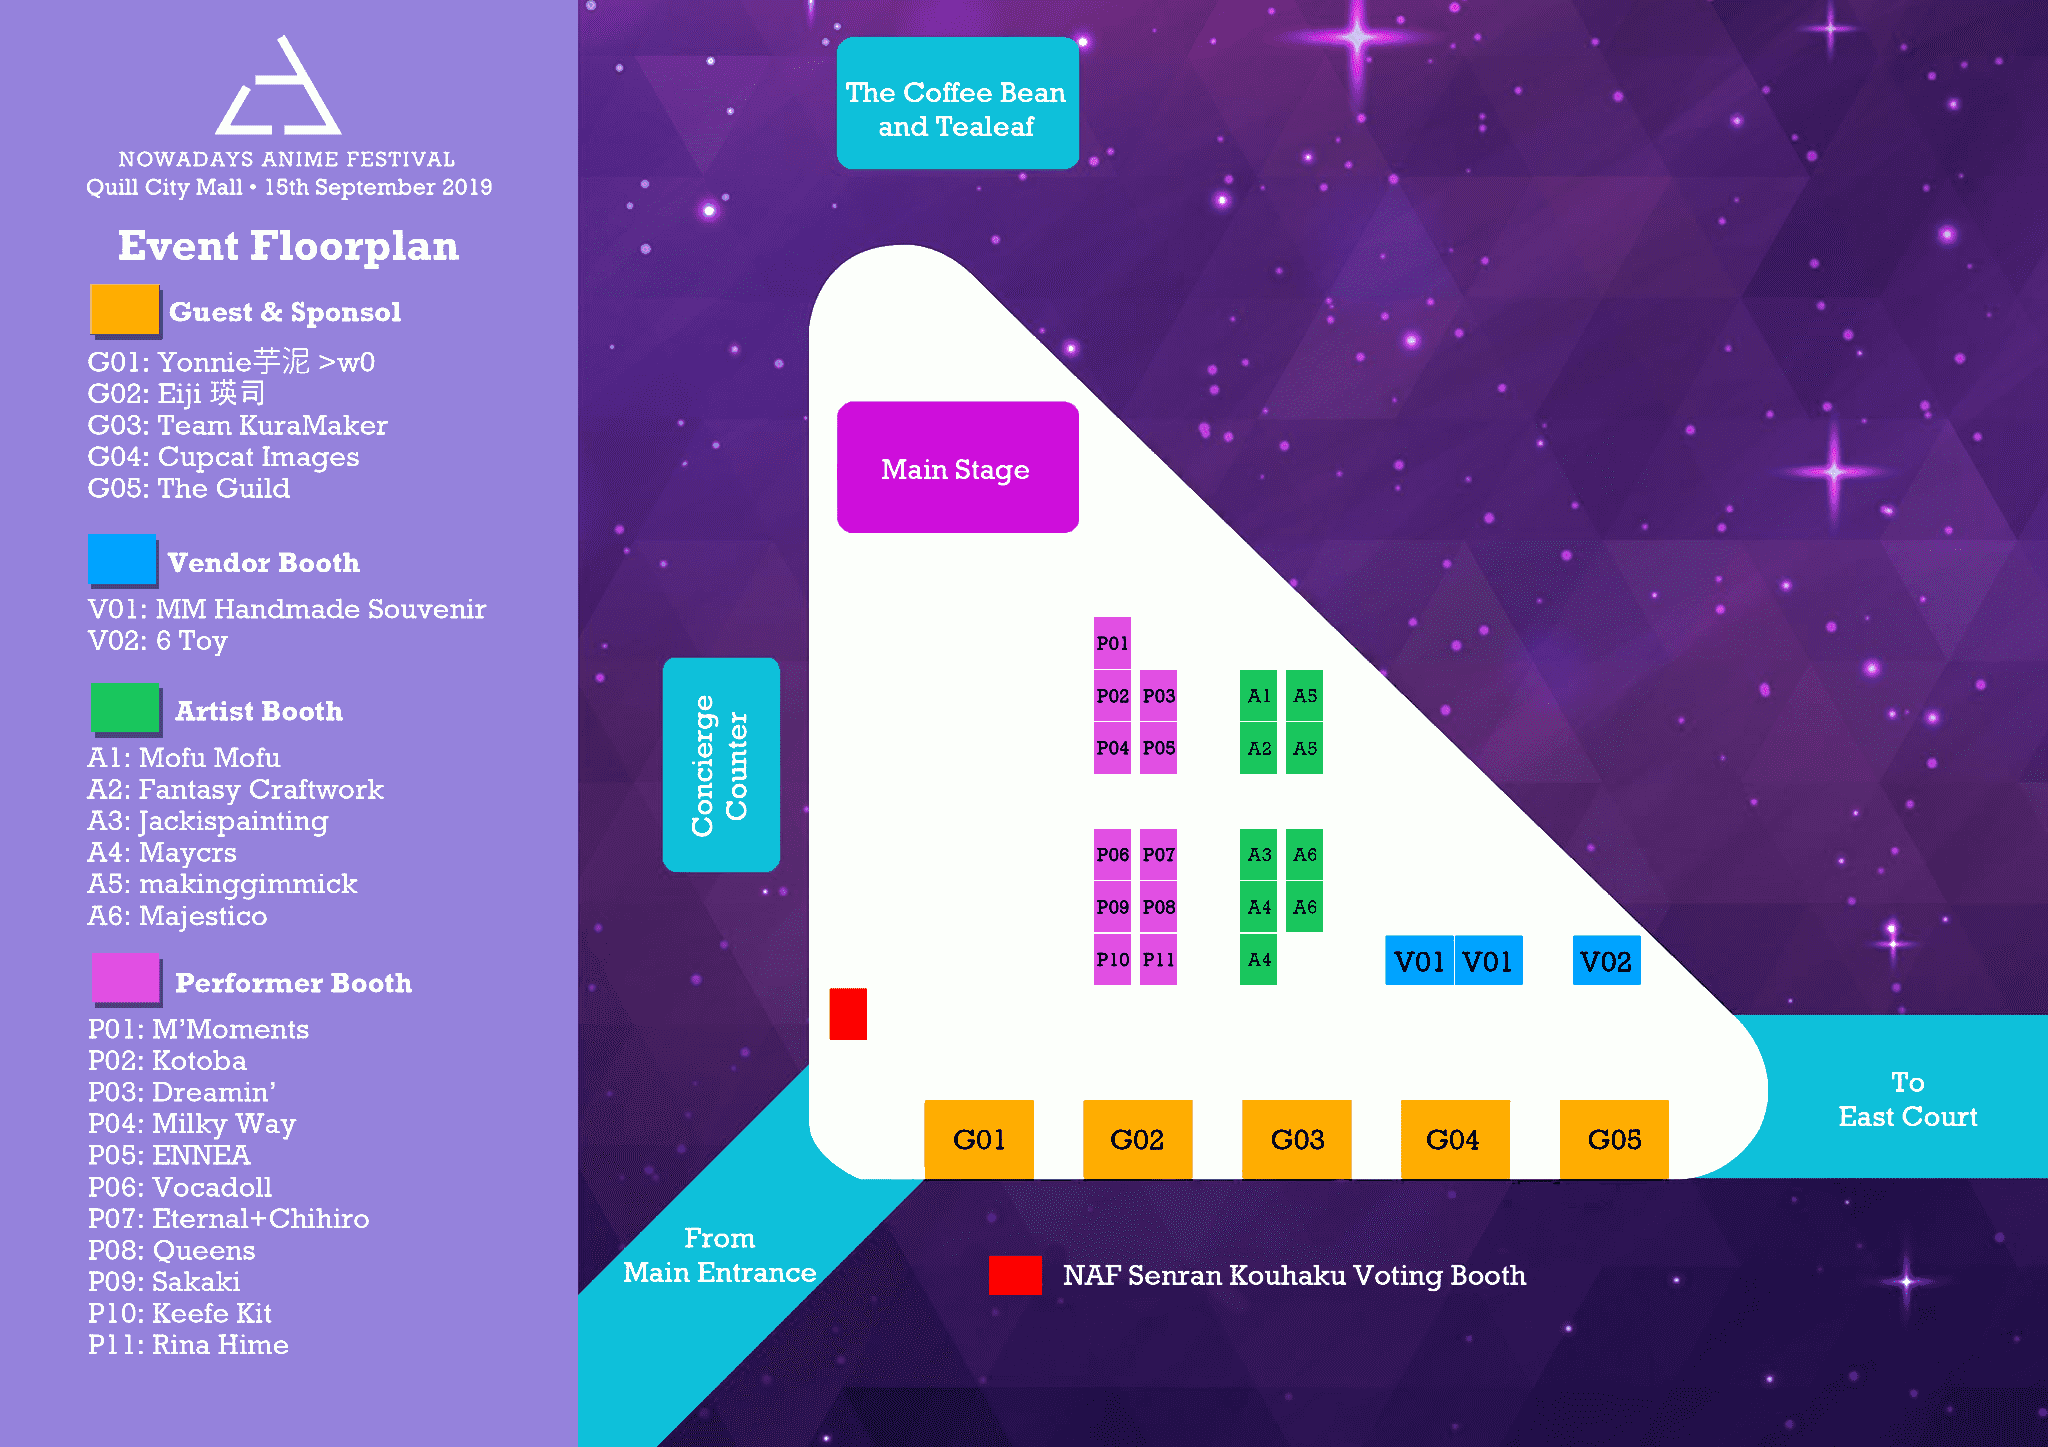 NOWADAYS ANIME FESTIVAL
Quill City Mall • 15th September 2019
Event Floorplan
Guest & Sponsol
G01: Yonnie芋泥 >w0
G02: Eiji 瑛司
G03: Team KuraMaker
G04: Cupcat Images
G05: The Guild
Vendor Booth
V01: MM Handmade Souvenir
V02: 6 Toy
Artist Booth
A1: Mofu Mofu
A2: Fantasy Craftwork
A3: Jackispainting
A4: Maycrs
A5: makinggimmick
A6: Majestico
Performer Booth
P01: M’Moments
P02: Kotoba
P03: Dreamin’
P04: Milky Way
P05: ENNEA
P06: Vocadoll
P07: Eternal+Chihiro
P08: Queens
P09: Sakaki
P10: Keefe Kit
P11: Rina Hime
The Coffee Bean
and Tealeaf
Main Stage
Concierge
Counter
P01
P02 P03 A1 A5
P04 P05 A2 A5
P06 P07 A3 A6
P09 P08 A4 A6
P10 P11 A4 V01 V01 V02
G01 G02 G03 G04 G05
To
East Court
From
Main Entrance
NAF Senran Kouhaku Voting Booth